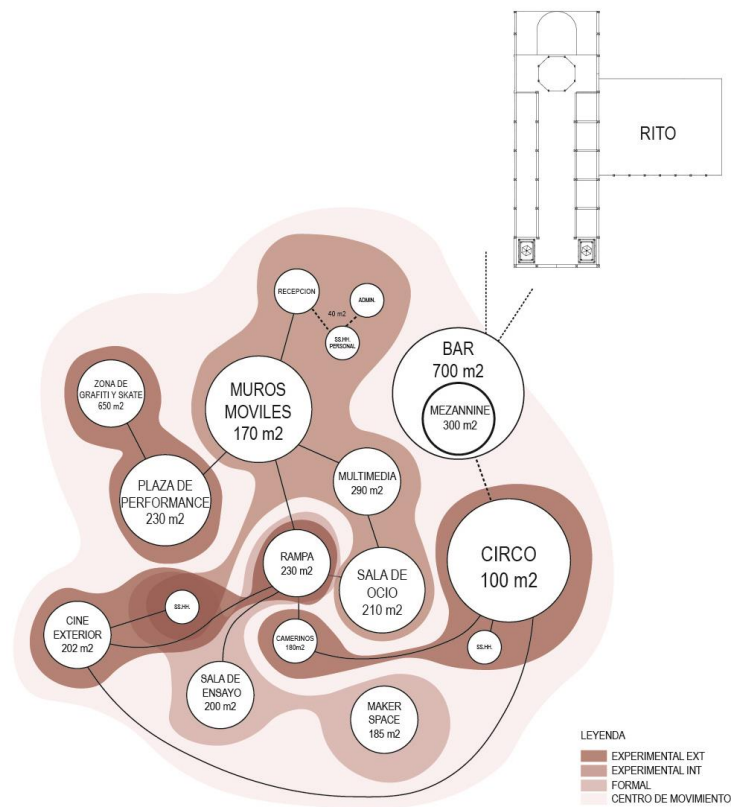 RITO
RECEPCION
ADMIN.
40 m2
SS.HH.
PERSONAL
BAR
700 m2
MEZANNINE
300 m2
ZONA DE
GRAFITI Y SKATE
650 m2
MUROS
MOVILES
170 m2
PLAZA DE
PERFORMANCE
230 m2
MULTIMEDIA
290 m2
CIRCO
100 m2
RAMPA
230 m2
SALA DE
OCIO
210 m2
SS.HH.
CINE
EXTERIOR
202 m2
CAMERINOS
180m2
SS.HH.
SALA DE
ENSAYO
200 m2
MAKER
SPACE
185 m2
LEYENDA
EXPERIMENTAL EXT
EXPERIMENTAL INT
FORMAL
CENTRO DE MOVIMIENTO